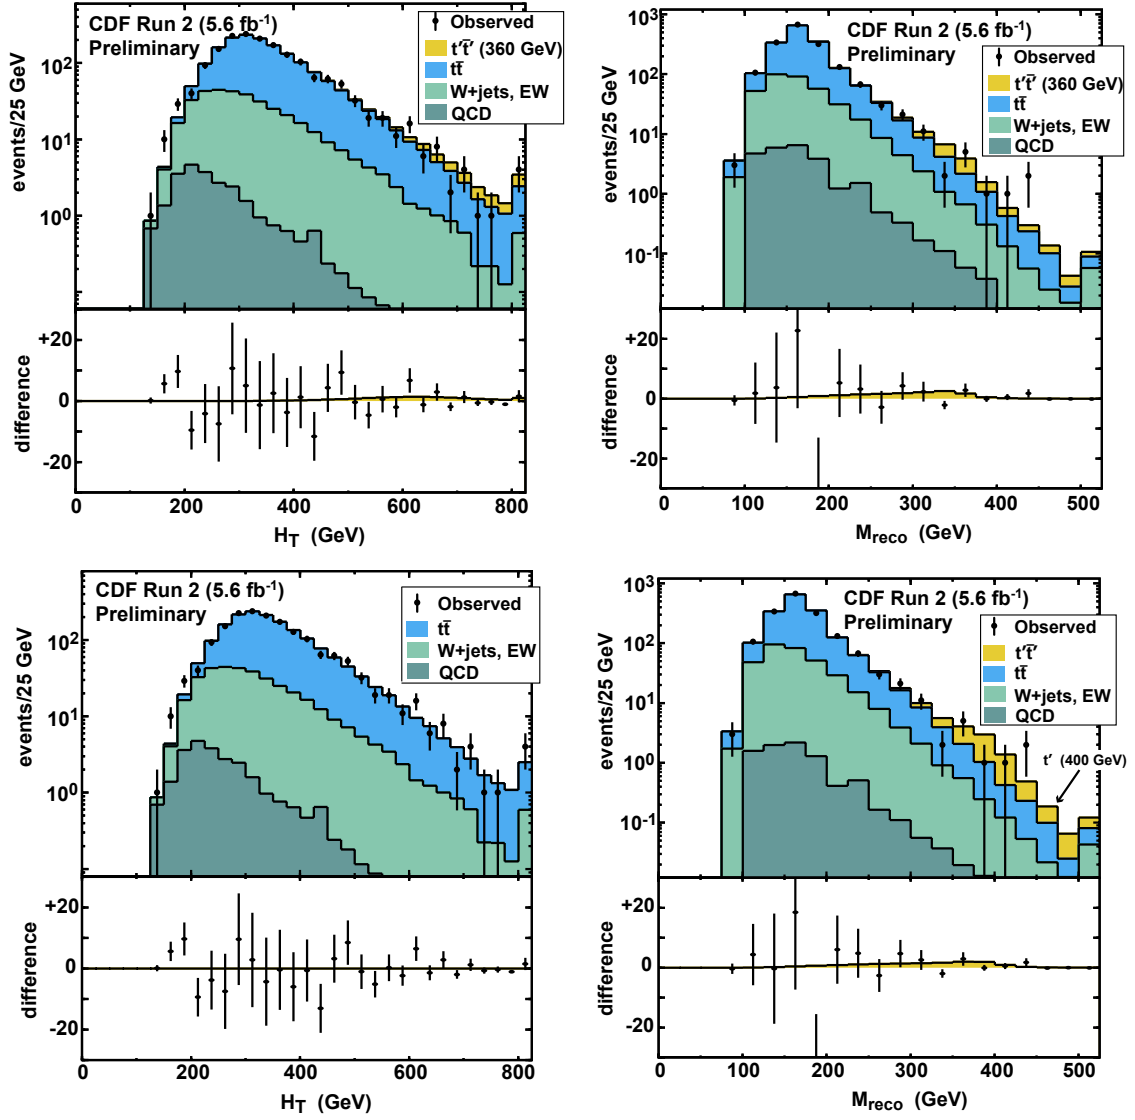 CDF Run 2 (5.6 fb⁻¹)
Preliminary
Observed
t′t̄′ (360 GeV)
tt̄
W+jets, EW
QCD
events/25 GeV
10²
10
10⁰
difference
+20
0
-20
0 200 400 600 800
H_T (GeV)
CDF Run 2 (5.6 fb⁻¹)
Preliminary
Observed
t′t̄′ (360 GeV)
tt̄
W+jets, EW
QCD
events/25 GeV
10³
10²
10
10⁰
10⁻¹
difference
+20
0
-20
0 100 200 300 400 500
M_reco (GeV)
CDF Run 2 (5.6 fb⁻¹)
Preliminary
Observed
tt̄
W+jets, EW
QCD
events/25 GeV
10²
10
10⁰
difference
+20
0
-20
0 200 400 600 800
H_T (GeV)
CDF Run 2 (5.6 fb⁻¹)
Preliminary
Observed
t′t̄′
tt̄
W+jets, EW
QCD
t′ (400 GeV)
events/25 GeV
10³
10²
10
10⁰
10⁻¹
difference
+20
0
-20
0 100 200 300 400 500
M_reco (GeV)